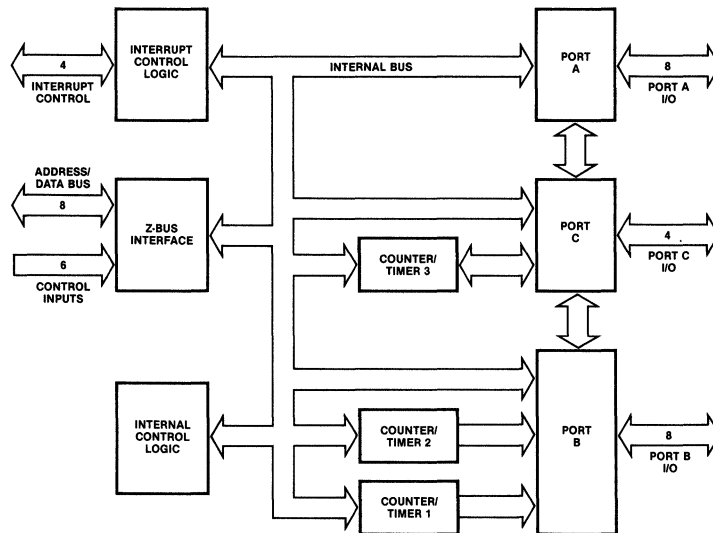 INTERRUPT
CONTROL
LOGIC
4
INTERRUPT
CONTROL
INTERNAL BUS
PORT
A
8
PORT A
I/O
ADDRESS/
DATA BUS
8
Z-BUS
INTERFACE
6
CONTROL
INPUTS
PORT
C
4
PORT C
I/O
COUNTER/
TIMER 3
INTERNAL
CONTROL
LOGIC
COUNTER/
TIMER 2
PORT
B
8
PORT B
I/O
COUNTER/
TIMER 1